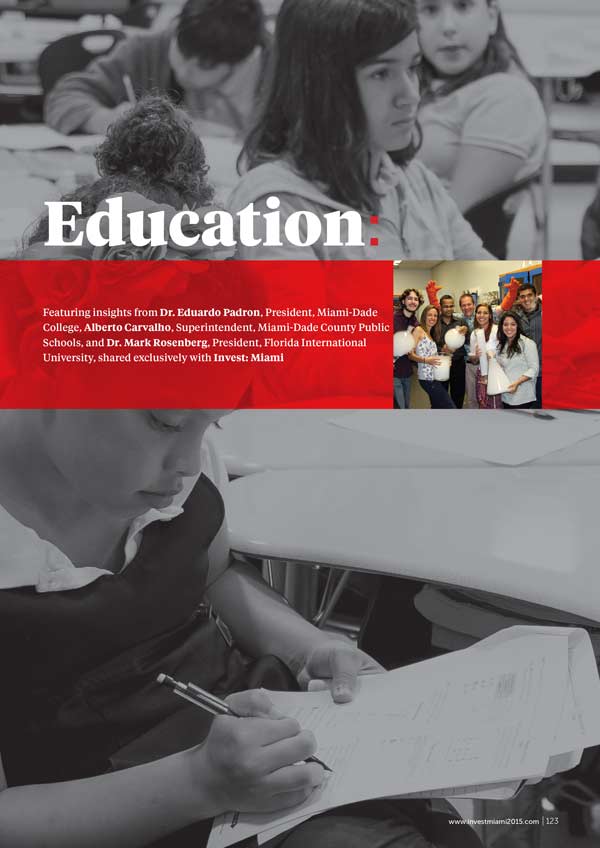 Education:
Featuring insights from Dr. Eduardo Padron, President, Miami-Dade
College, Alberto Carvalho, Superintendent, Miami-Dade County Public
Schools, and Dr. Mark Rosenberg, President, Florida International
University, shared exclusively with Invest: Miami
www.investmiami2015.com | 123